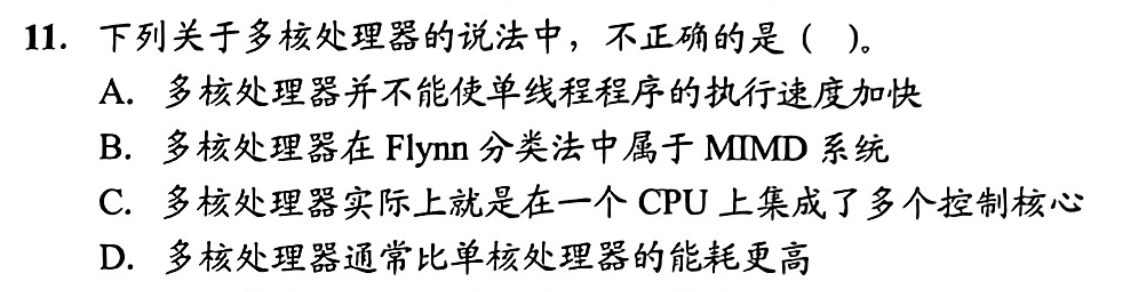 11. 下列关于多核处理器的说法中，不正确的是（ ）。
A. 多核处理器并不能使单线程程序的执行速度加快
B. 多核处理器在 Flynn 分类法中属于 MIMD 系统
C. 多核处理器实际上就是在一个 CPU 上集成了多个控制核心
D. 多核处理器通常比单核处理器的能耗更高